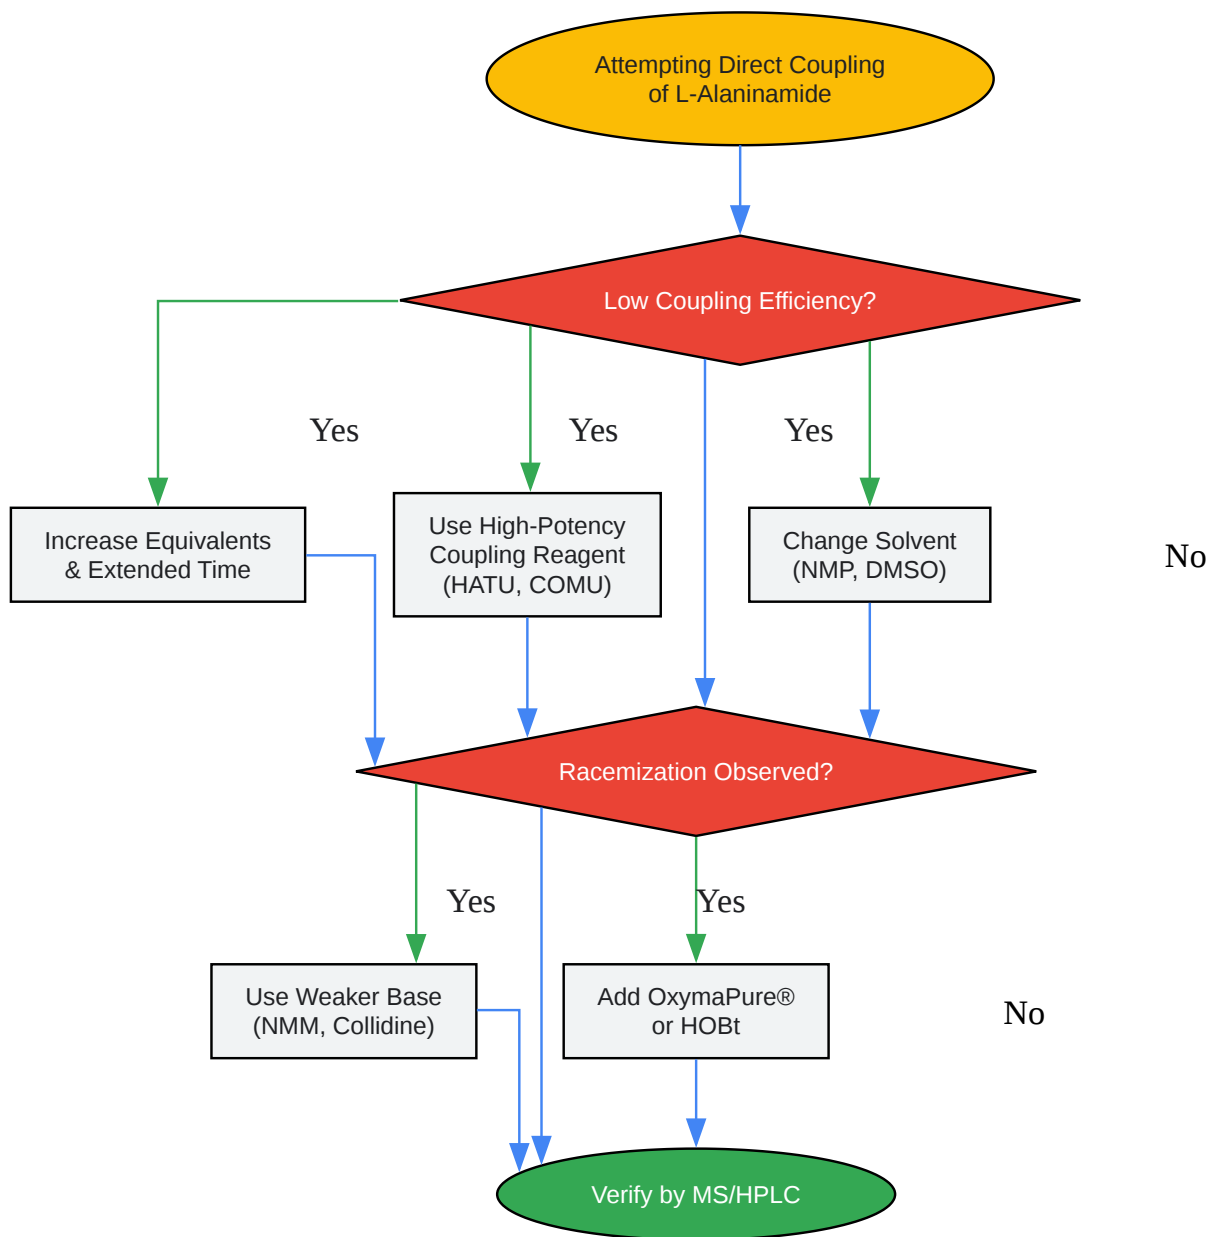 Attempting Direct Coupling
of L-Alaninamide
Low Coupling Efficiency?
Yes
Yes
Yes
Increase Equivalents
& Extended Time
Use High-Potency
Coupling Reagent
(HATU, COMU)
Change Solvent
(NMP, DMSO)
No
Racemization Observed?
Yes
Yes
Use Weaker Base
(NMM, Collidine)
Add OxymaPure®
or HOBt
No
Verify by MS/HPLC